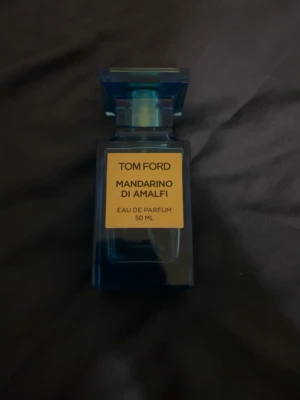 TOM FORD
MANDARINO
DI AMALFI
EAU DE PARFUM
50 ML